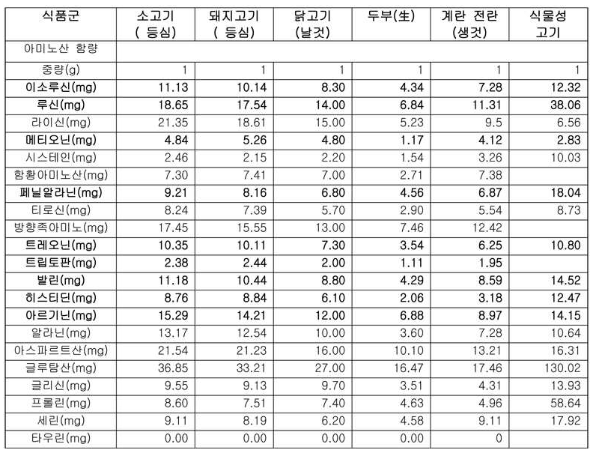 식품군 소고기 돼지고기 닭고기 두부(生) 계란 전란 식물성
( 등심) ( 등심) (날것) (생것) 고기
아미노산 함량
중량(g) 1 1 1 1 1 1
이소루신(mg) 11.13 10.14 8.30 4.34 7.28 12.32
루신(mg) 18.65 17.54 14.00 6.84 11.31 38.06
라이신(mg) 21.35 18.61 15.00 5.23 9.5 6.56
메티오닌(mg) 4.84 5.26 4.80 1.17 4.12 2.83
시스테인(mg) 2.46 2.15 2.20 1.54 3.26 10.03
함황아미노산(mg) 7.30 7.41 7.00 2.71 7.38
페닐알라닌(mg) 9.21 8.16 6.80 4.56 6.87 18.04
티로신(mg) 8.24 7.39 5.70 2.90 5.54 8.73
방향족아미노(mg) 17.45 15.55 13.00 7.46 12.42
트레오닌(mg) 10.35 10.11 7.30 3.54 6.25 10.80
트립토판(mg) 2.38 2.44 2.00 1.11 1.95
발린(mg) 11.18 10.44 8.80 4.29 8.59 14.52
히스티딘(mg) 8.76 8.84 6.10 2.06 3.18 12.47
아르기닌(mg) 15.29 14.21 12.00 6.88 8.97 14.15
알라닌(mg) 13.17 12.54 10.00 3.60 7.28 10.64
아스파르트산(mg) 21.54 21.23 16.00 10.10 13.21 16.31
글루탐산(mg) 36.85 33.21 27.00 16.47 17.46 130.02
글리신(mg) 9.55 9.13 9.70 3.51 4.31 13.93
프롤린(mg) 8.60 7.51 7.40 4.63 4.96 58.64
세린(mg) 9.11 8.19 6.20 4.58 9.11 17.92
타우린(mg) 0.00 0.00 0.00 0.00 0